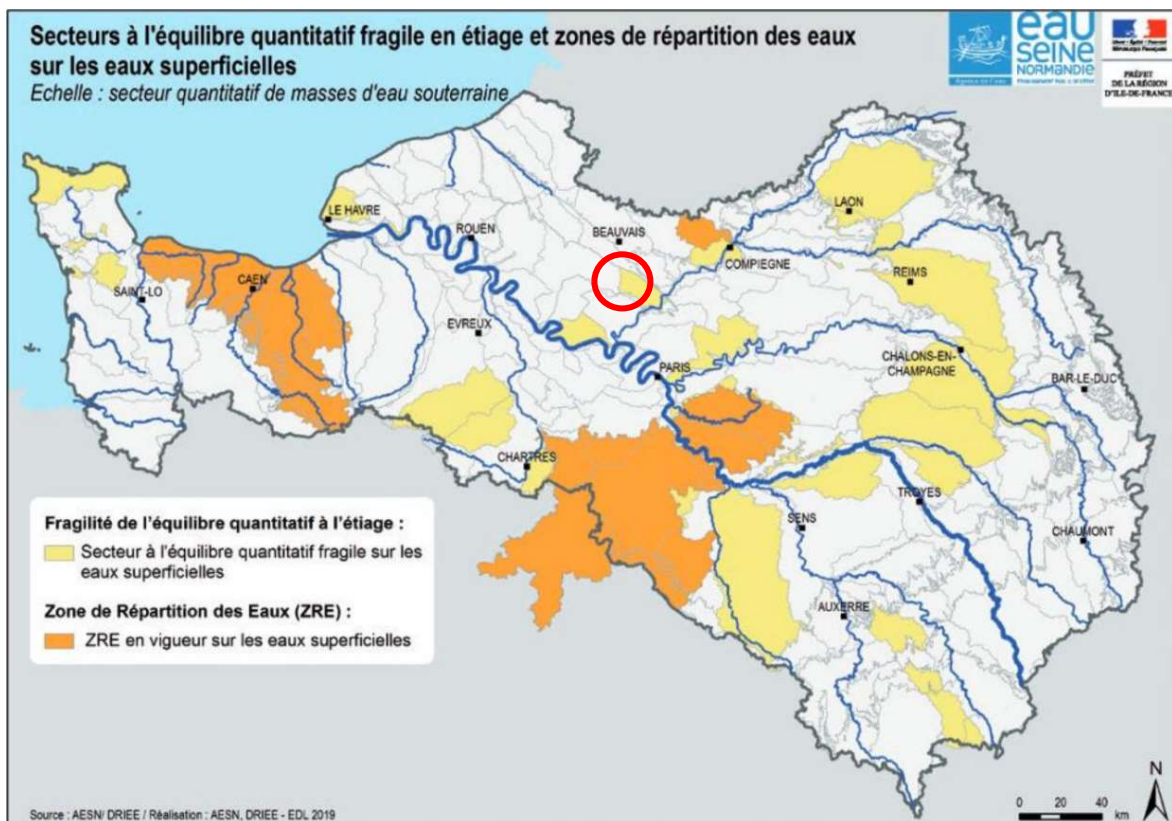 Secteurs à l'équilibre quantitatif fragile en étiage et zones de répartition des eaux
sur les eaux superficielles
Echelle : secteur quantitatif de masses d'eau souterraine
eau
SEINE
NORMANDIE
PRÉFET
DE LA RÉGION
D'ILE-DE-FRANCE
LE HAVRE
ROUEN
BEAUVAIS
COMPIEGNE
LAON
REIMS
SAINT-LO
CAEN
EVREUX
PARIS
CHALONS-EN-
CHAMPAGNE
BAR-LE-DUC
CHARTRES
SENS
TROYES
CHAUMONT
AUXERRE
Fragilité de l'équilibre quantitatif à l'étiage :
Secteur à l'équilibre quantitatif fragile sur les
eaux superficielles
Zone de Répartition des Eaux (ZRE) :
ZRE en vigueur sur les eaux superficielles
N
0 20 40
km
Source : AESN/ DRIEE / Réalisation : AESN, DRIEE - EDL 2019